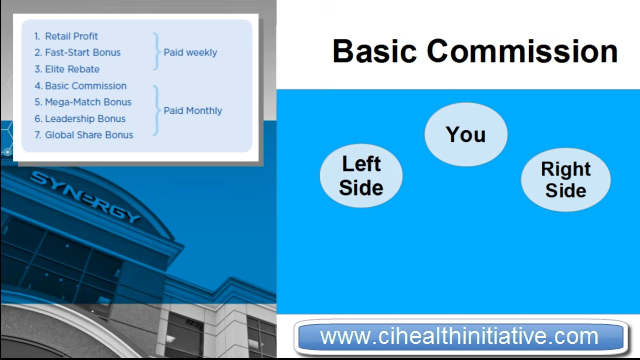 1. Retail Profit
2. Fast-Start Bonus
3. Elite Rebate
Paid weekly
4. Basic Commission
5. Mega-Match Bonus
6. Leadership Bonus
7. Global Share Bonus
Paid Monthly
SYNERGY
Basic Commission
You
Left
Side
Right
Side
www.cihealthinitiative.com